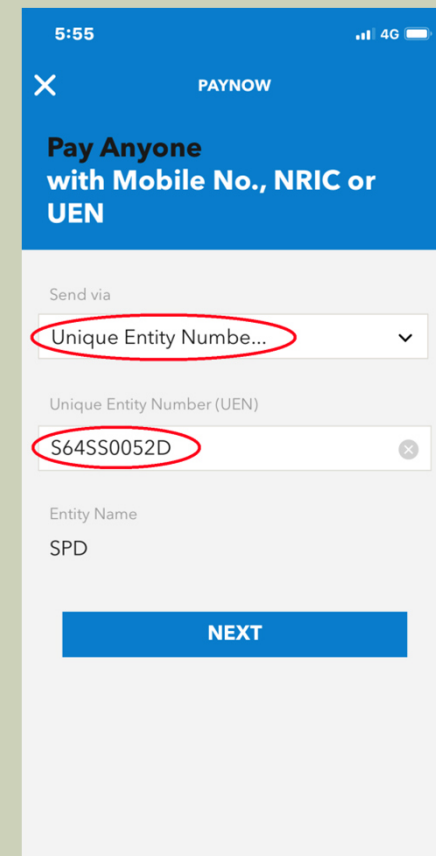 5:55 4G
PAYNOW
Pay Anyone
with Mobile No., NRIC or
UEN
Send via
Unique Entity Numbe...
Unique Entity Number (UEN)
S64SS0052D
Entity Name
SPD
NEXT